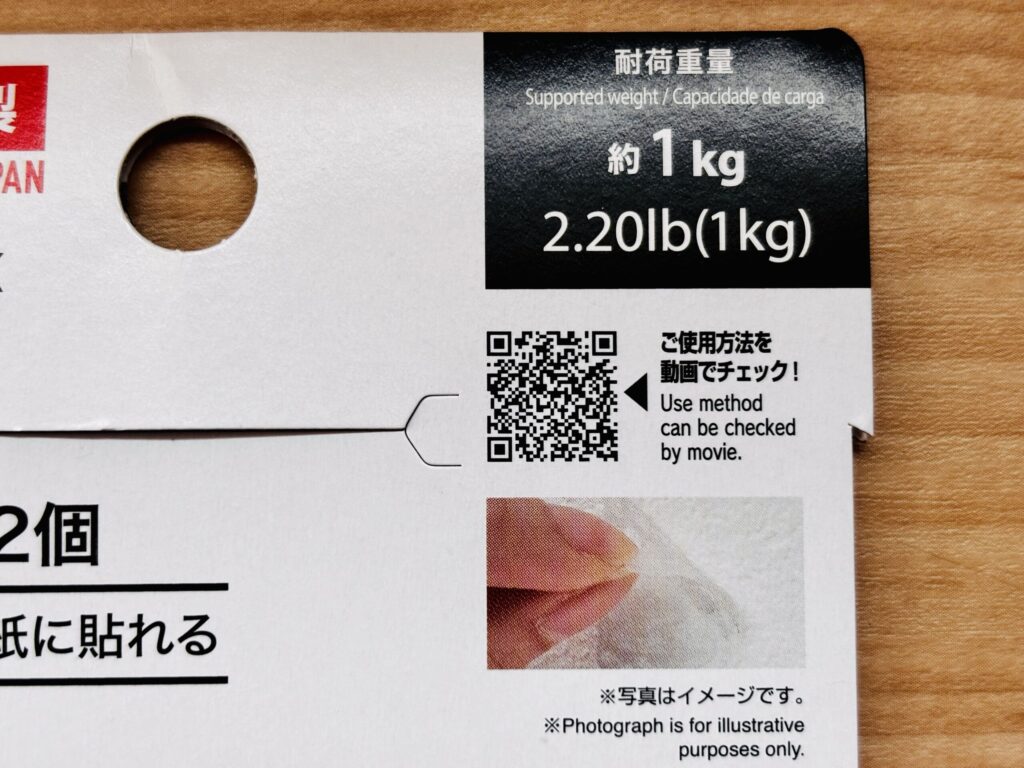 製
PAN
耐荷重量
Supported weight / Capacidade de carga
約1kg
2.20lb(1kg)
ご使用方法を
動画でチェック!
Use method
can be checked
by movie.
2個
紙に貼れる
※写真はイメージです。
※Photograph is for illustrative
purposes only.